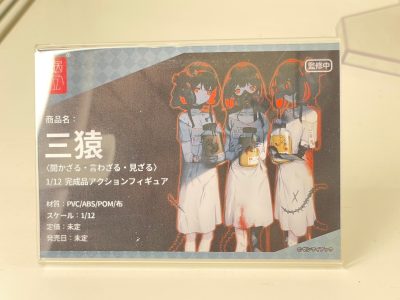 監修中
商品名：
三猿
〈聞かざる・言わざる・見ざる〉
1/12 完成品アクションフィギュア
材質：PVC/ABS/POM/布
スケール：1/12
定価：未定
発売日：未定